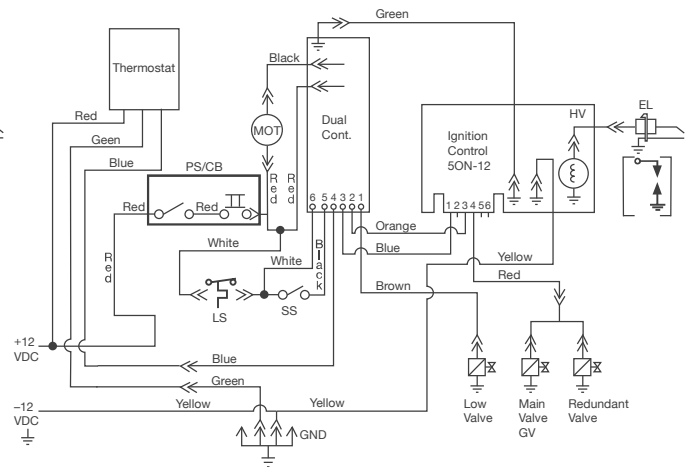 Green
Black
Thermostat
Dual
Cont.
MOT
HV
EL
Ignition
Control
5ON-12
Red
Geen
Blue
PS/CB
Red
Red
Red
Red
6 5 4 3 2 1
1 2 3 4 5 6
Orange
Blue
White
White
Black
Yellow
Red
Red
Brown
LS
SS
+12
VDC
Blue
Green
Yellow
Yellow
-12
VDC
GND
Low
Valve
Main
Valve
GV
Redundant
Valve